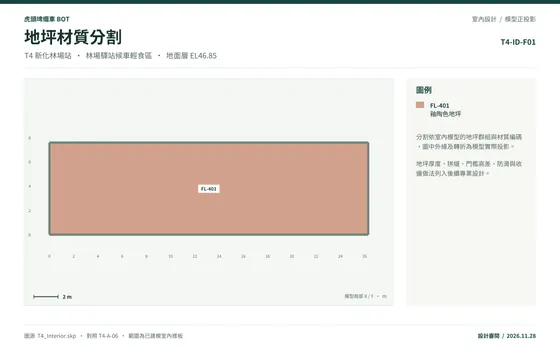 虎頭埤纜車 BOT
室內設計 / 模型正投影
地坪材質分割
T4-ID-F01
T4 新化林場站 • 林場驛站候車輕食區 • 地面層 EL46.85
圖例
FL-401
釉陶色地坪
分割依室內模型的地坪群組與材質編碼
，圖中外緣及轉折為模型實際投影。
地坪厚度、拼縫、門檻高差、防滑與收
邊做法列入後續專業設計。
8
6
4
2
0
FL-401
0 2 4 6 8 10 12 14 16 18 20 22 24 26
2 m
模型局部 X / Y • m
圖源 T4_Interior.skp • 對照 T4-A-06 • 範圍為已建模室內樣板
設計審閱 / 2026.11.28